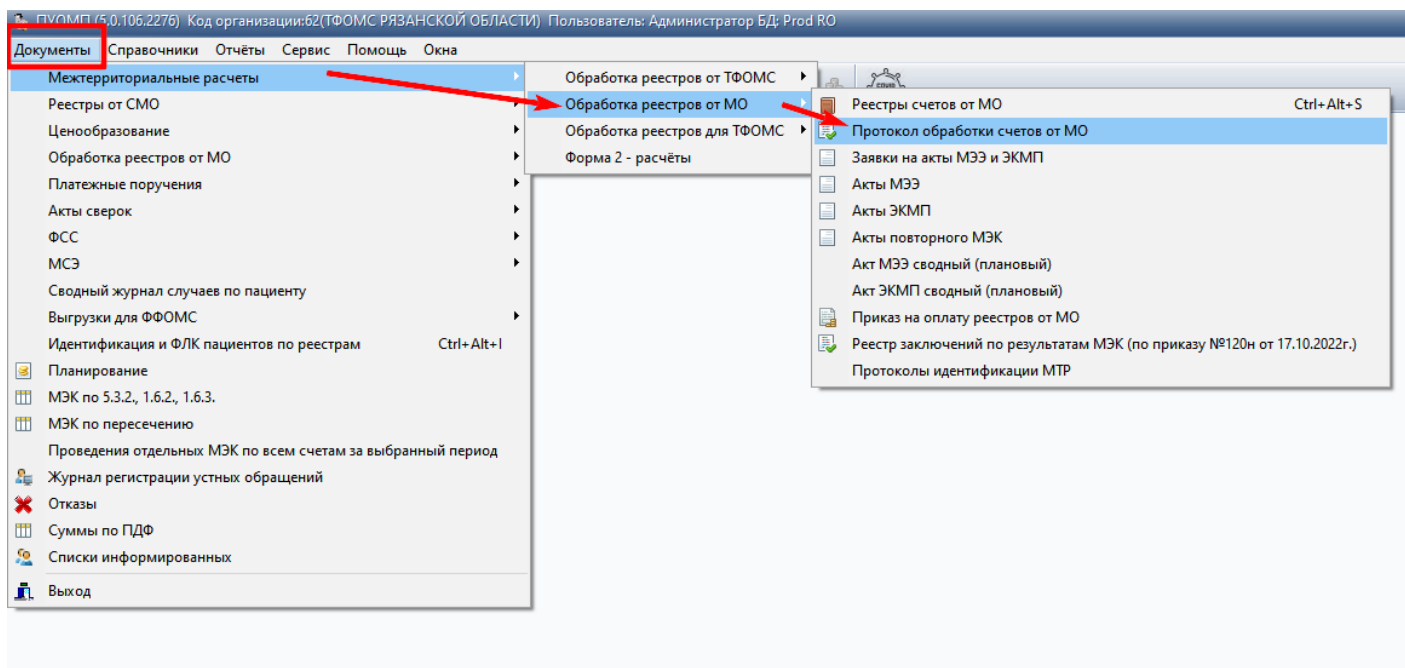 ПУОМП (5.0.106.2276) Код организации:62(ТФОМС РЯЗАНСКОЙ ОБЛАСТИ) Пользователь: Администратор БД: Prod RO
Документы Справочники Отчёты Сервис Помощь Окна
Межтерриториальные расчеты
Реестры от СМО
Ценообразование
Обработка реестров от МО
Платежные поручения
Акты сверок
ФСС
МСЭ
Сводный журнал случаев по пациенту
Выгрузки для ФФОМС
Идентификация и ФЛК пациентов по реестрам Ctrl+Alt+I
Планирование
МЭК по 5.3.2., 1.6.2., 1.6.3.
МЭК по пересечению
Проведения отдельных МЭК по всем счетам за выбранный период
Журнал регистрации устных обращений
Отказы
Суммы по ПДФ
Списки информированных
Выход
Обработка реестров от ТФОМС
Обработка реестров от МО
Обработка реестров для ТФОМС
Форма 2 - расчёты
COVID
Реестры счетов от МО Ctrl+Alt+S
Протокол обработки счетов от МО
Заявки на акты МЭЭ и ЭКМП
Акты МЭЭ
Акты ЭКМП
Акты повторного МЭК
Акт МЭЭ сводный (плановый)
Акт ЭКМП сводный (плановый)
Приказ на оплату реестров от МО
Реестр заключений по результатам МЭК (по приказу №120н от 17.10.2022г.)
Протоколы идентификации МТР